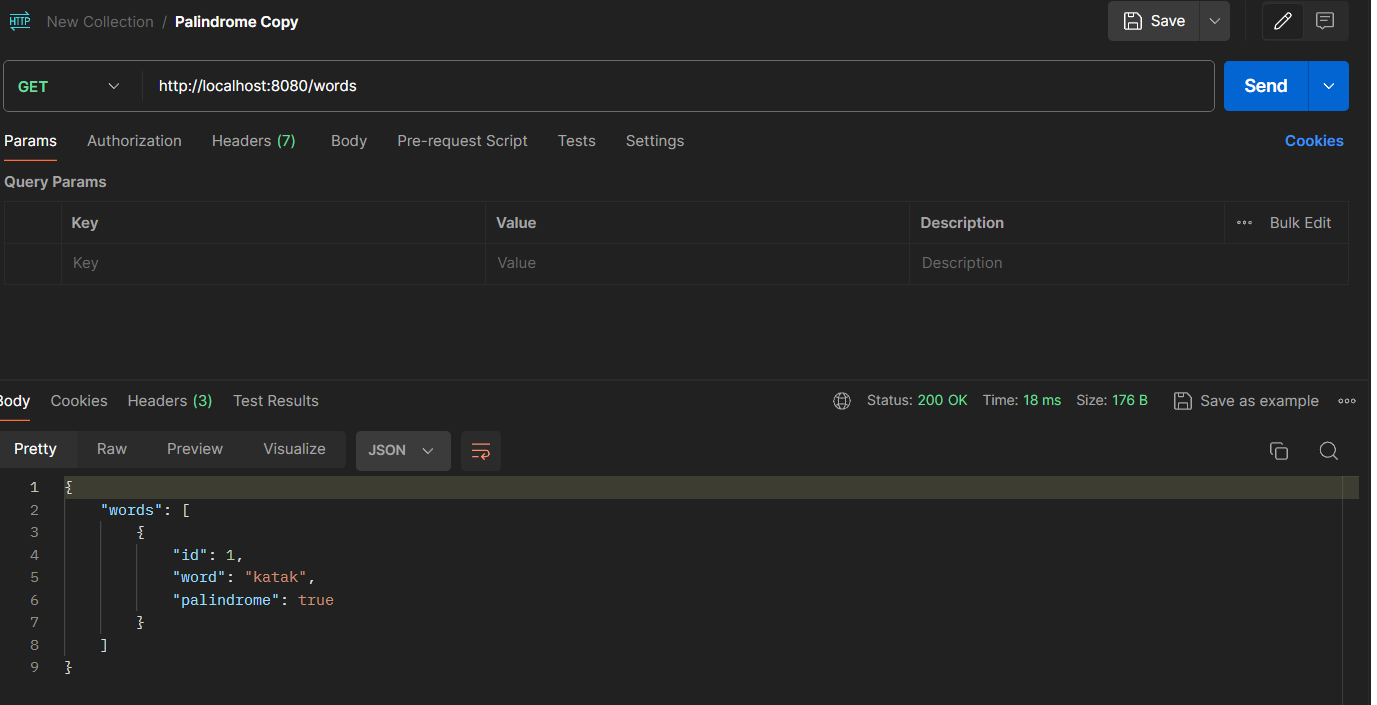 HTTP New Collection / Palindrome Copy Save
GET http://localhost:8080/words Send
Params Authorization Headers (7) Body Pre-request Script Tests Settings Cookies
Query Params
Key Value Description ••• Bulk Edit
Key Value Description
Body Cookies Headers (3) Test Results Status: 200 OK Time: 18 ms Size: 176 B Save as example
Pretty Raw Preview Visualize JSON
1 {
2 "words": [
3 {
4 "id": 1,
5 "word": "katak",
6 "palindrome": true
7 }
8 ]
9 }